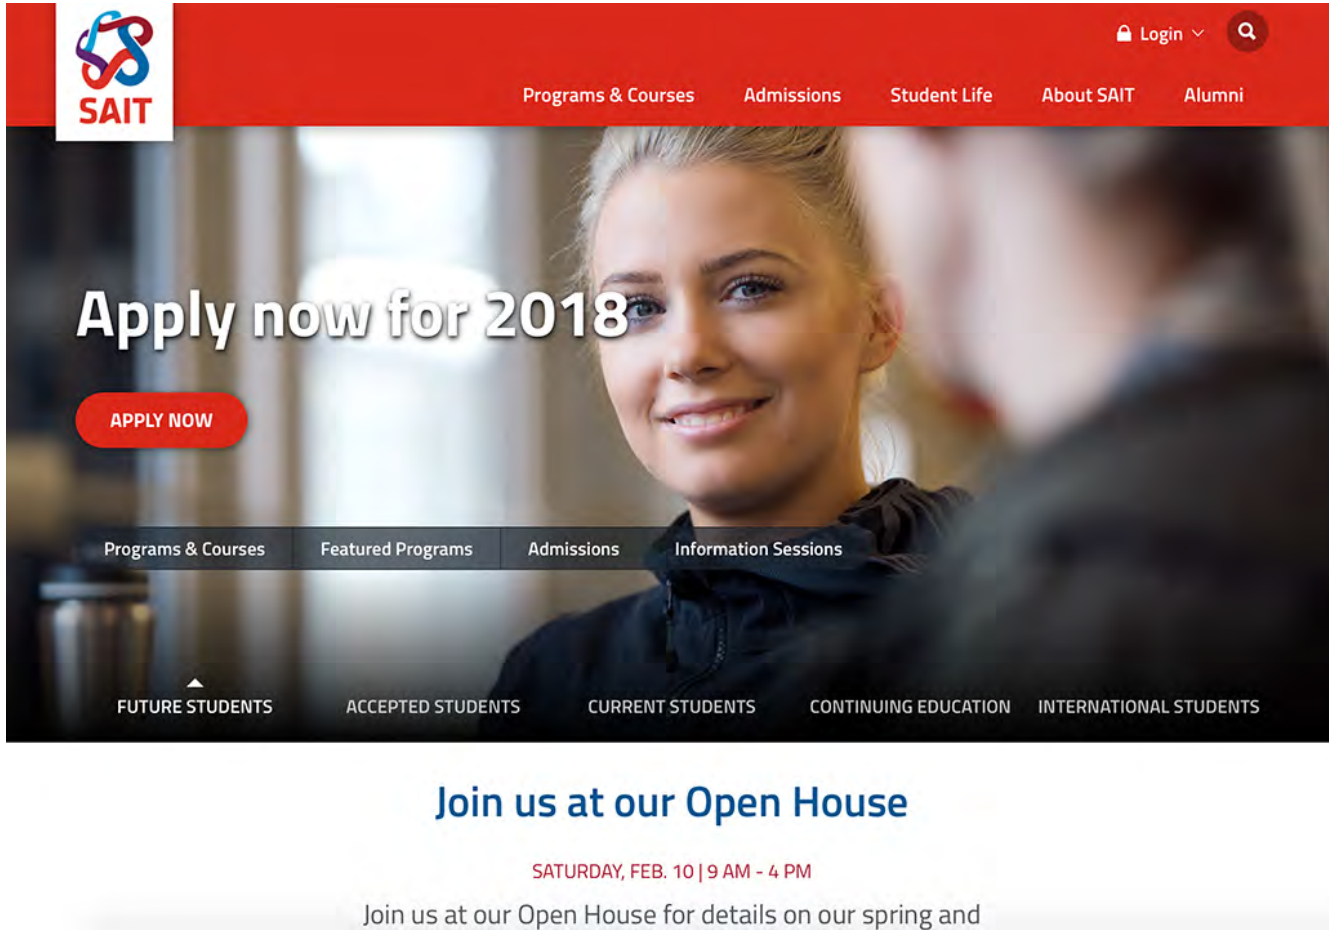 SAIT
Login
Programs & Courses Admissions Student Life About SAIT Alumni
Apply now for 2018
APPLY NOW
Programs & Courses Featured Programs Admissions Information Sessions
FUTURE STUDENTS ACCEPTED STUDENTS CURRENT STUDENTS CONTINUING EDUCATION INTERNATIONAL STUDENTS
Join us at our Open House
SATURDAY, FEB. 10 | 9 AM - 4 PM
Join us at our Open House for details on our spring and